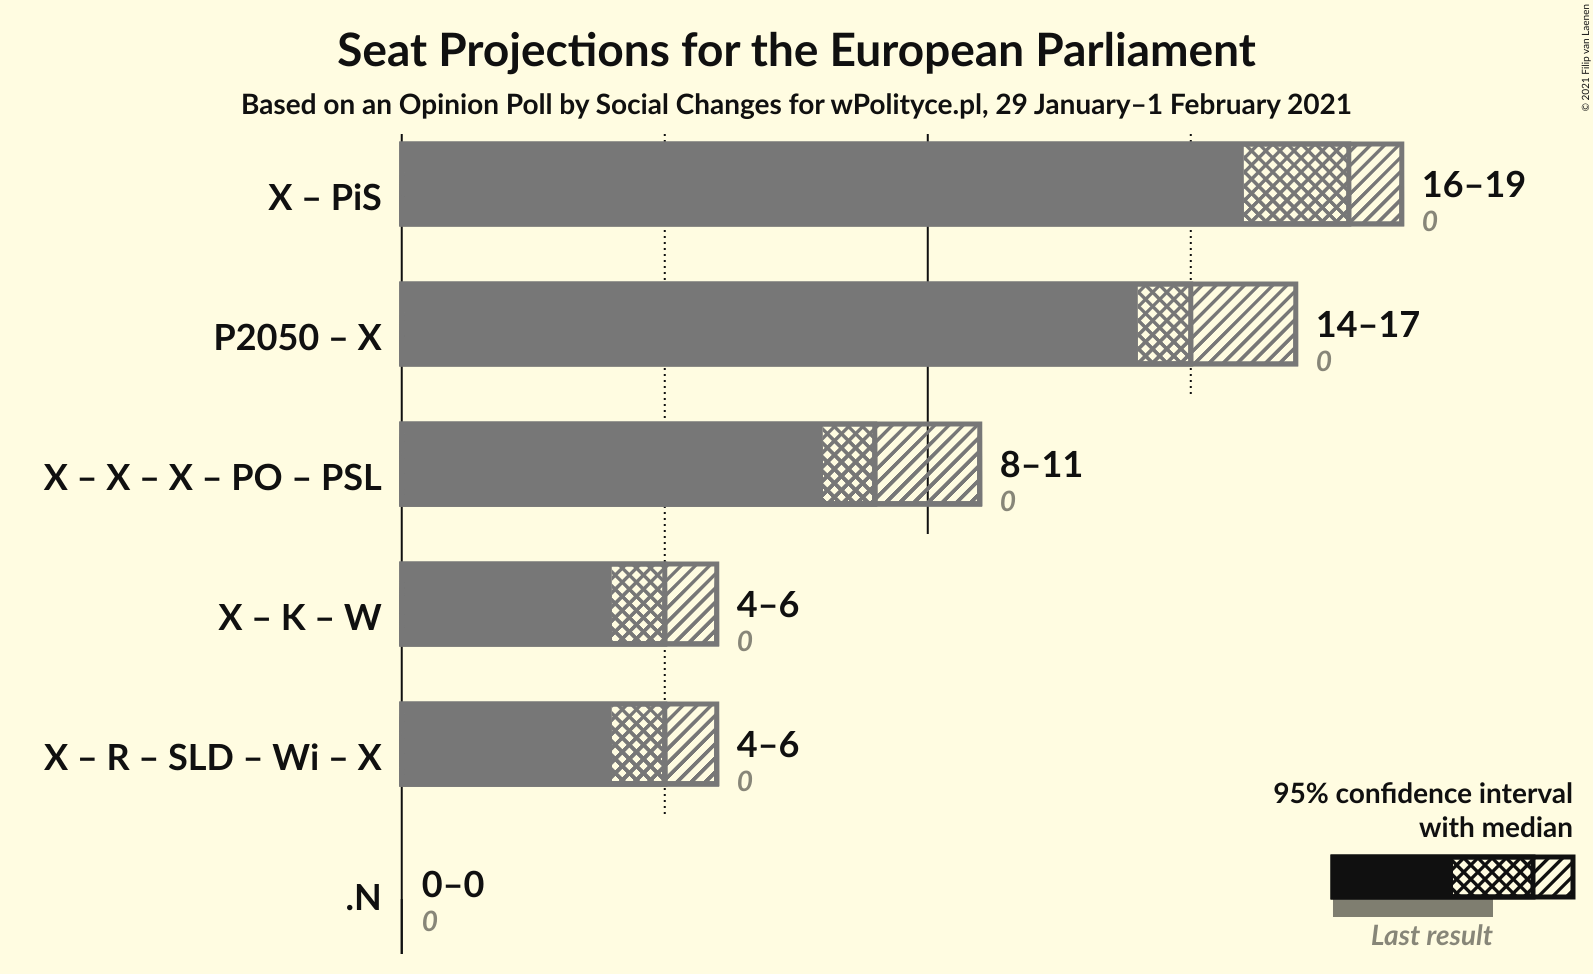 Seat Projections for the European Parliament
Based on an Opinion Poll by Social Changes for wPolityce.pl, 29 January–1 February 2021
© 2021 Filip van Laenen
X – PiS
16–19
0
P2050 – X
14–17
0
X – X – X – PO – PSL
8–11
0
X – K – W
4–6
0
X – R – SLD – Wi – X
4–6
0
.N
0–0
0
95% confidence interval
with median
Last result